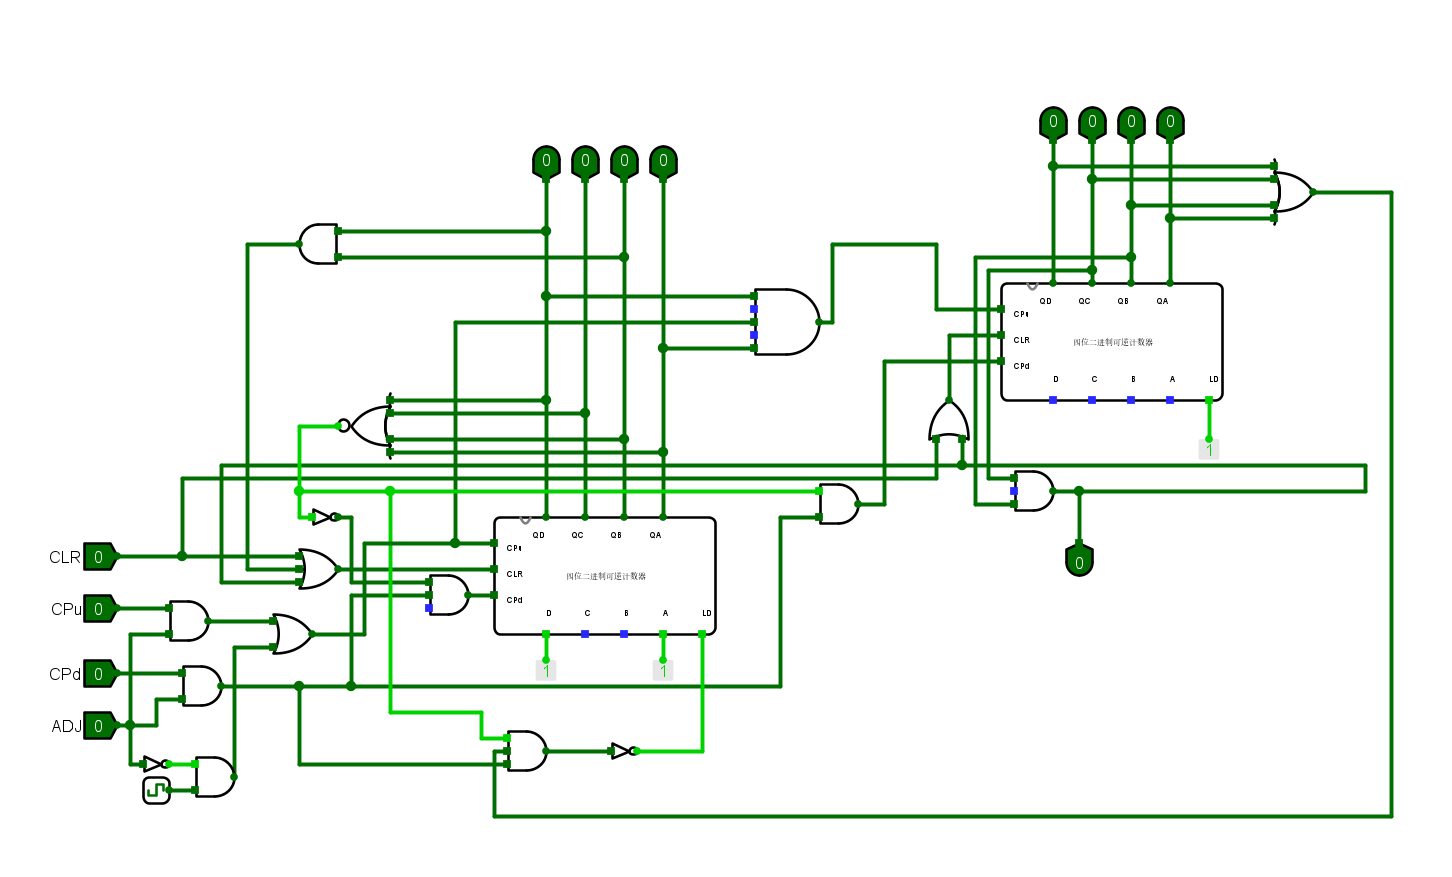 0 0 0 0
0 0 0 0
QD QC QB QA
CPu
CLR
四位二进制可逆计数器
CPd
D C B A LD
1
QD QC QB QA
CPu
CLR
四位二进制可逆计数器
CPd
D C B A LD
1 1
0
CLR 0
CPu 0
CPd 0
ADJ 0